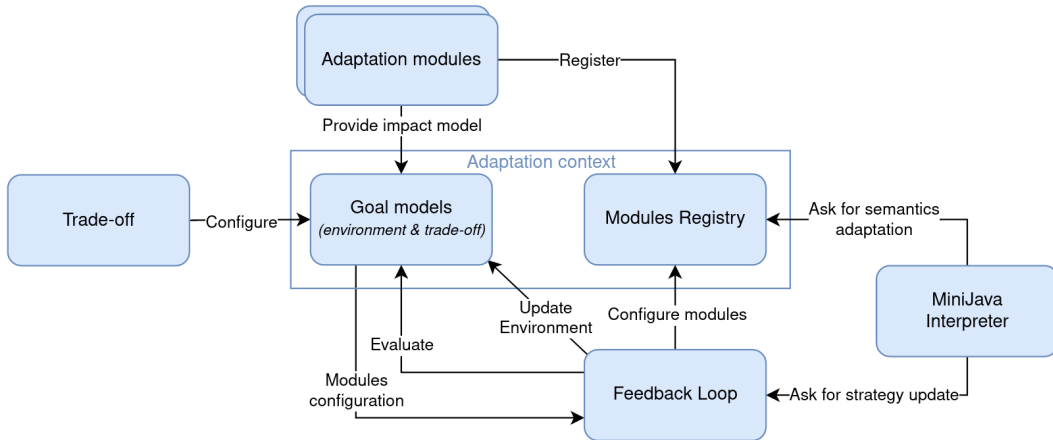 Adaptation modules
Register
Provide impact model
Adaptation context
Trade-off
Configure
Goal models
(environment & trade-off)
Modules Registry
Ask for semantics
adaptation
MiniJava
Interpreter
Update
Environment
Configure modules
Evaluate
Modules
configuration
Feedback Loop
Ask for strategy update